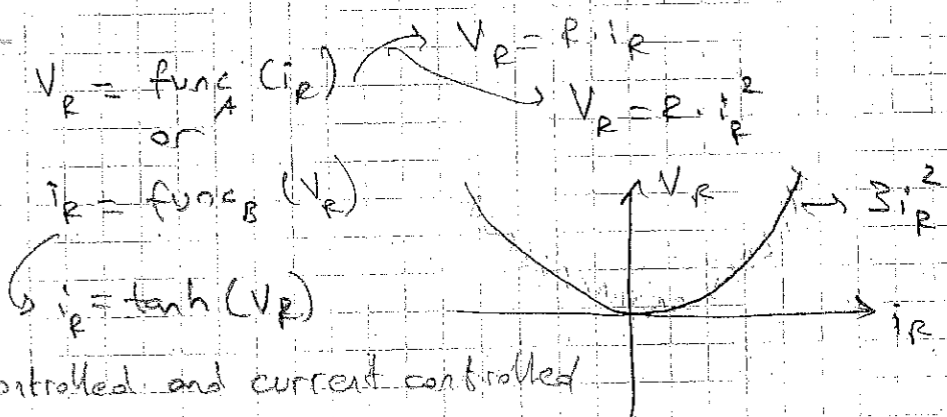 V_R = func_A (i_R)
V_R = R . i_R
V_R = R . i_R^2
or
i_R = func_B (V_R)
i_R = tanh (V_R)
V_R
3i_R^2
i_R
and current controlled